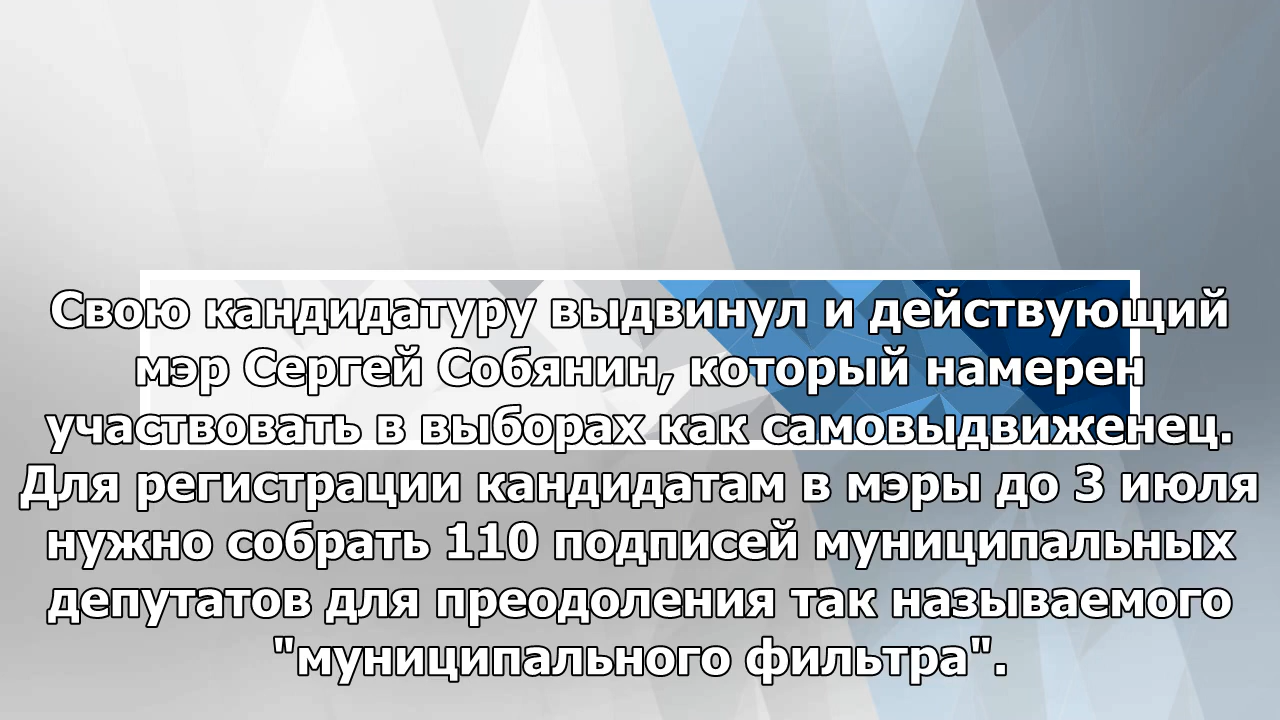 Свою кандидатуру выдвинул и действующий
мэр Сергей Собянин, который намерен
участвовать в выборах как самовыдвиженец.
Для регистрации кандидатам в мэры до 3 июля
нужно собрать 110 подписей муниципальных
депутатов для преодоления так называемого
"муниципального фильтра".